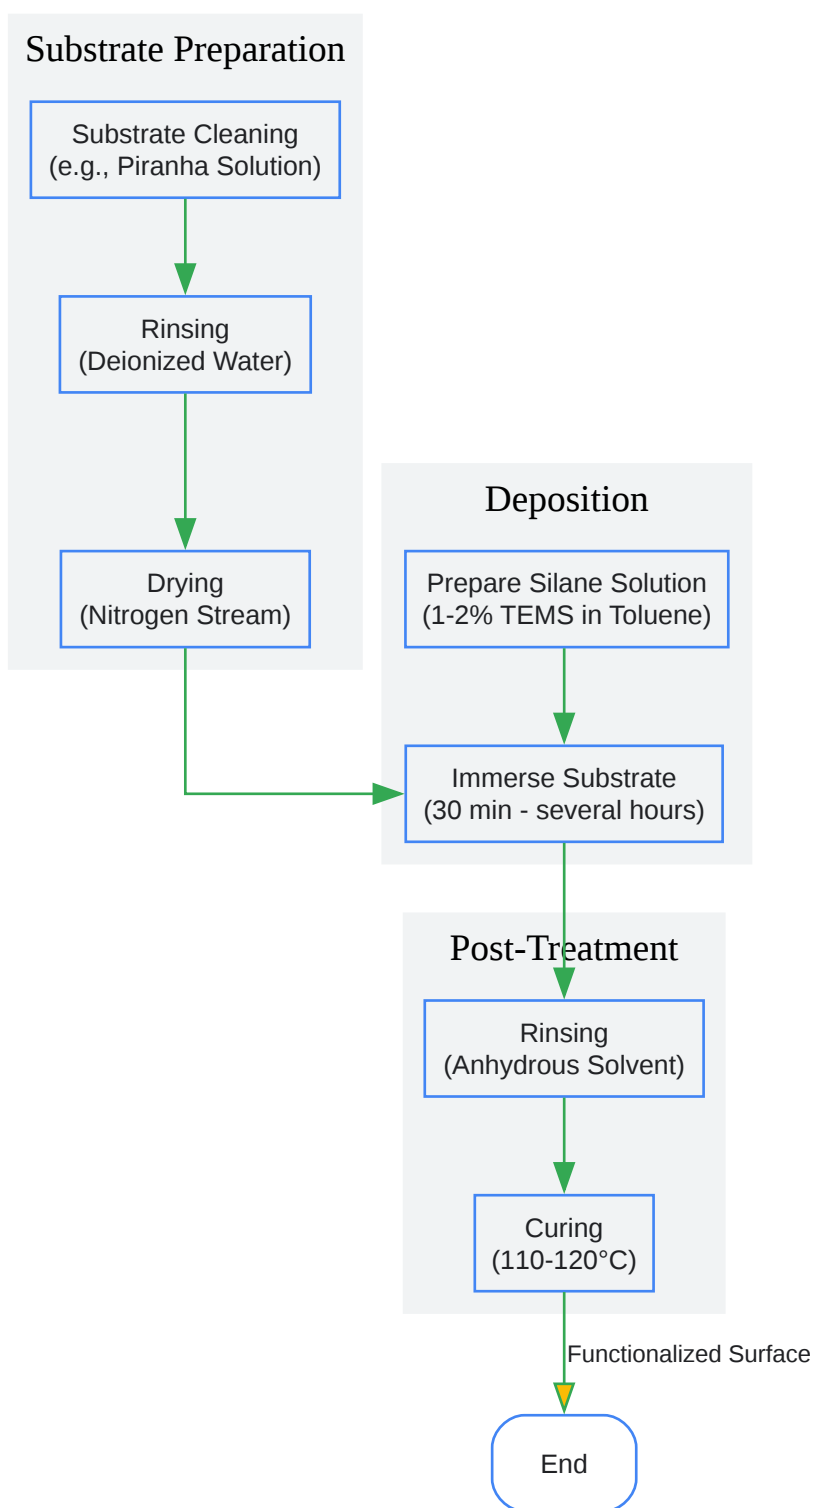 Substrate Preparation
Substrate Cleaning
(e.g., Piranha Solution)
Rinsing
(Deionized Water)
Drying
(Nitrogen Stream)
Deposition
Prepare Silane Solution
(1-2% TEMS in Toluene)
Immerse Substrate
(30 min - several hours)
Post-Treatment
Rinsing
(Anhydrous Solvent)
Curing
(110-120°C)
Functionalized Surface
End